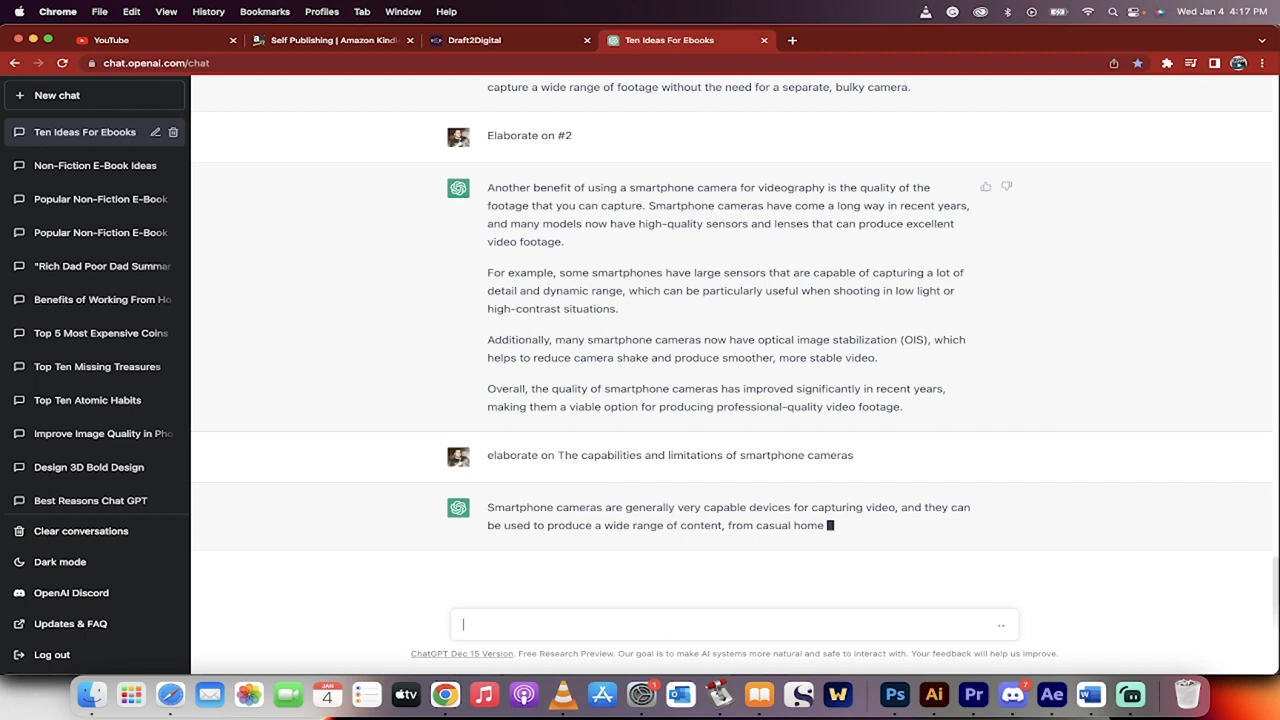 Chrome File Edit View History Bookmarks Profiles Tab Window Help Wed Jan 4 4:17 PM
YouTube Self Publishing | Amazon Kindl Draft2Digital Ten Ideas For Ebooks
chat.openai.com/chat
New chat
Ten Ideas For Ebooks
Non-Fiction E-Book Ideas
Popular Non-Fiction E-Book
Popular Non-Fiction E-Book
"Rich Dad Poor Dad Summar
Benefits of Working From Ho
Top 5 Most Expensive Coins
Top Ten Missing Treasures
Top Ten Atomic Habits
Improve Image Quality in Pho
Design 3D Bold Design
Best Reasons Chat GPT
Clear conversations
Dark mode
OpenAI Discord
Updates & FAQ
Log out
capture a wide range of footage without the need for a separate, bulky camera.
Elaborate on #2
Another benefit of using a smartphone camera for videography is the quality of the
footage that you can capture. Smartphone cameras have come a long way in recent years,
and many models now have high-quality sensors and lenses that can produce excellent
video footage.
For example, some smartphones have large sensors that are capable of capturing a lot of
detail and dynamic range, which can be particularly useful when shooting in low light or
high-contrast situations.
Additionally, many smartphone cameras now have optical image stabilization (OIS), which
helps to reduce camera shake and produce smoother, more stable video.
Overall, the quality of smartphone cameras has improved significantly in recent years,
making them a viable option for producing professional-quality video footage.
elaborate on The capabilities and limitations of smartphone cameras
Smartphone cameras are generally very capable devices for capturing video, and they can
be used to produce a wide range of content, from casual home
ChatGPT Dec 15 Version. Free Research Preview. Our goal is to make AI systems more natural and safe to interact with. Your feedback will help us improve.
JAN
4
tv
1
S
W
Ps
Ai
Pr
7
Ae
W